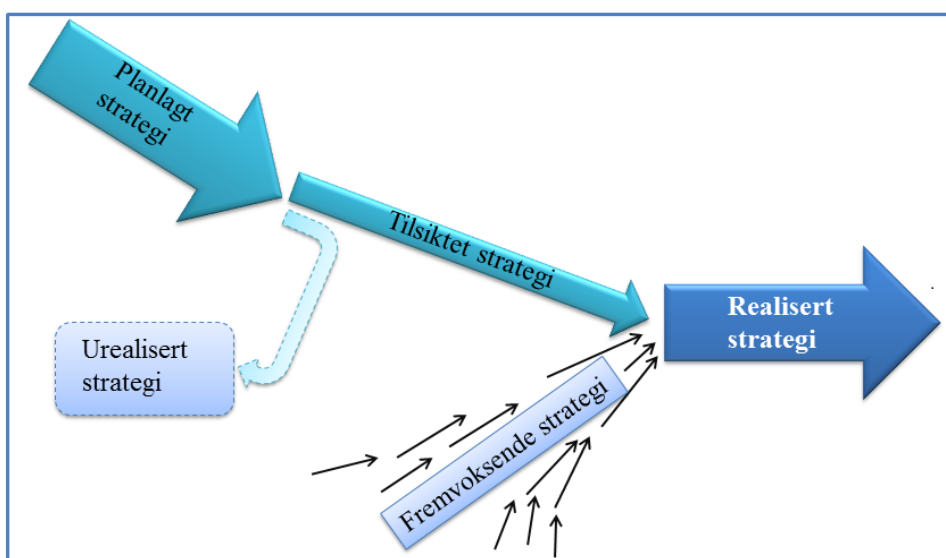 Planlagt
strategi
Tilsiktet strategi
Realisert
strategi
Urealisert
strategi
Fremvoksende strategi